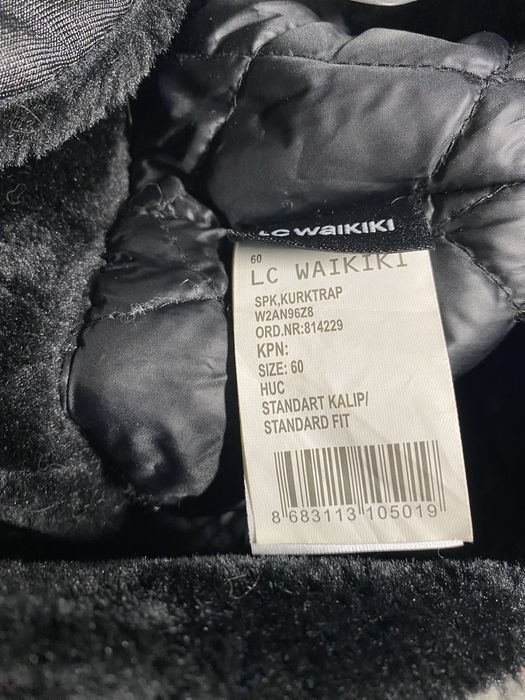 LC WAIKIKI
60
LC WAIKIKI
SPK,KURKTRAP
W2AN96Z8
ORD.NR:814229
KPN:
SIZE: 60
HUC
STANDART KALIP/
STANDARD FIT
8 683113 105019